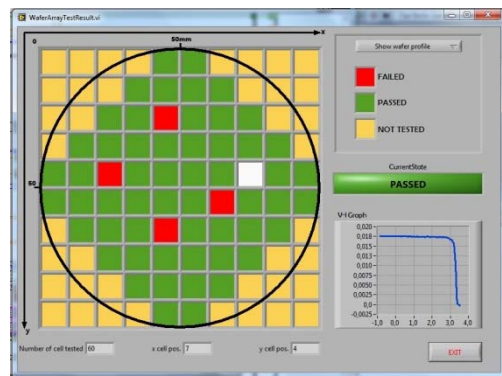 WaferArrayTestResult.vi
0
50mm
x
50
y
Show wafer profile
FAILED
PASSED
NOT TESTED
CurrentState
PASSED
V-I Graph
0,020
0,018
0,015
0,013
0,010
0,0075
0,005
0,0025
0,000
-0,0025
-1,0 0,0 1,0 2,0 3,0 4,0
Number of cell tested 60 x cell pos. 7 y cell pos. 4
EXIT